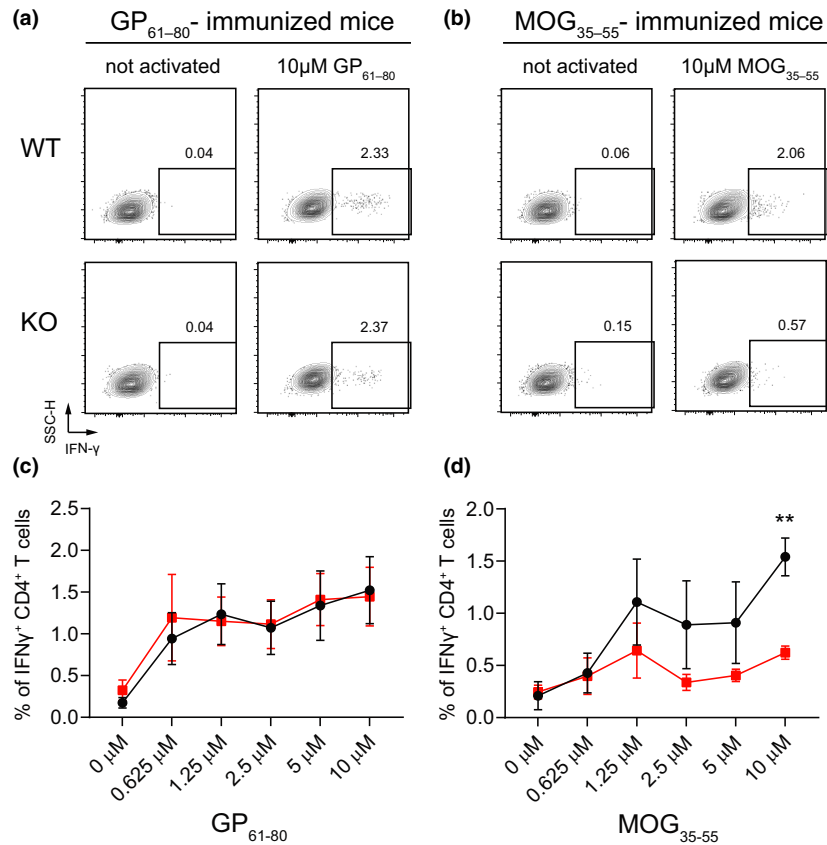 (a)
GP61–80- immunized mice
not activated
10μM GP61–80
WT
0.04
2.33
KO
0.04
2.37
SSC-H
IFN-γ
(b)
MOG35–55- immunized mice
not activated
10μM MOG35–55
0.06
2.06
0.15
0.57
(c)
% of IFNγ+ CD4+ T cells
2.5
2.0
1.5
1.0
0.5
0.0
0 μM
0.625 μM
1.25 μM
2.5 μM
5 μM
10 μM
GP61-80
(d)
% of IFNγ+ CD4+ T cells
2.0
1.5
1.0
0.5
0.0
**
0 μM
0.625 μM
1.25 μM
2.5 μM
5 μM
10 μM
MOG35-55